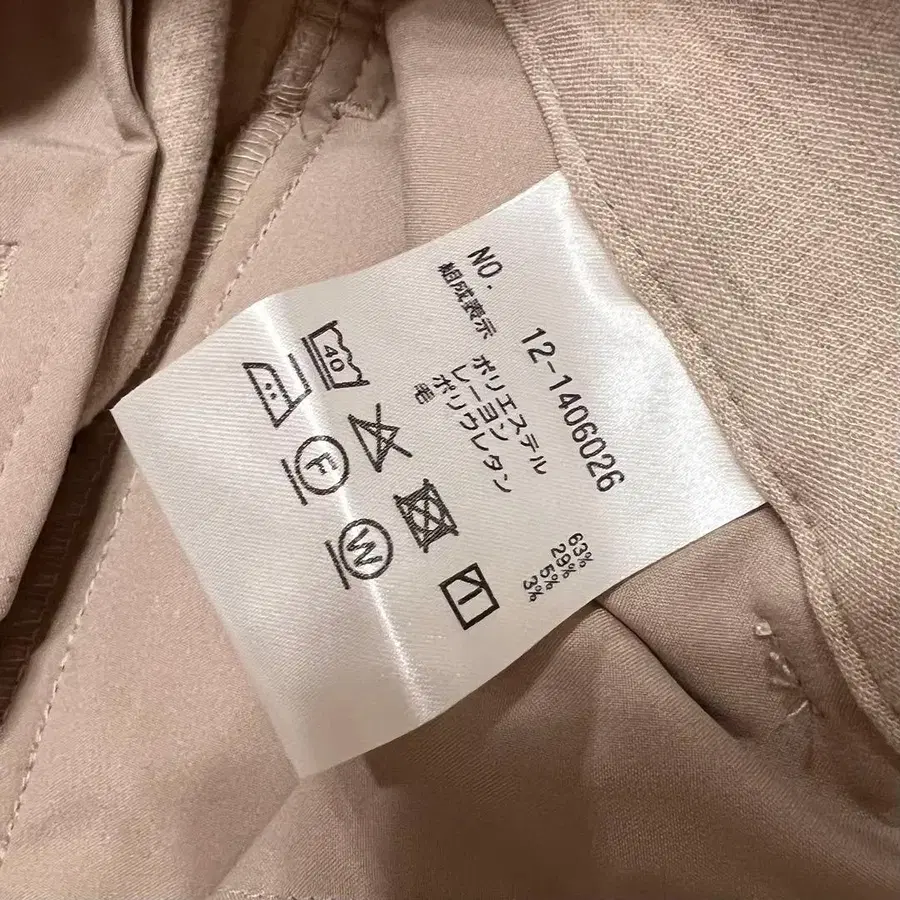 NO. 12-1406026
組成表示
ポリエステル 63%
レーヨン 29%
ポリウレタン 5%
毛 3%
40
F
W